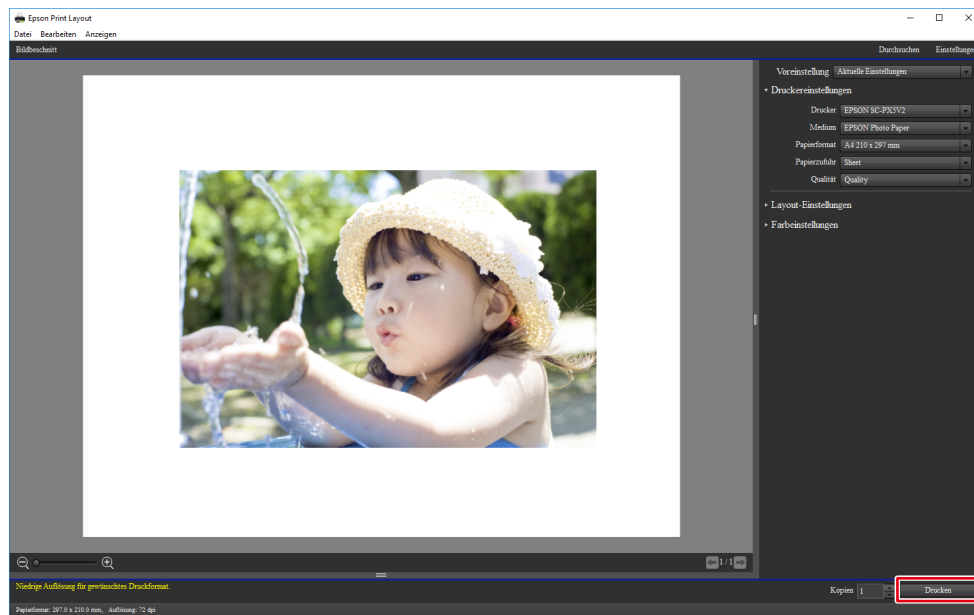 Epson Print Layout
Datei Bearbeiten Anzeigen
Bildbeschnitt
Durchsuchen Einstellungen
Voreinstellung Aktuelle Einstellungen
Druckereinstellungen
Drucker EPSON SC-PX5V2
Medium EPSON Photo Paper
Papierformat A4 210 x 297 mm
Papierzufuhr Sheet
Qualität Quality
Layout-Einstellungen
Farbeinstellungen
1 / 1
Niedrige Auflösung für gewünschtes Druckformat.
Kopien 1 Drucken
Papierformat: 297.0 x 210.0 mm, Auflösung: 72 dpi